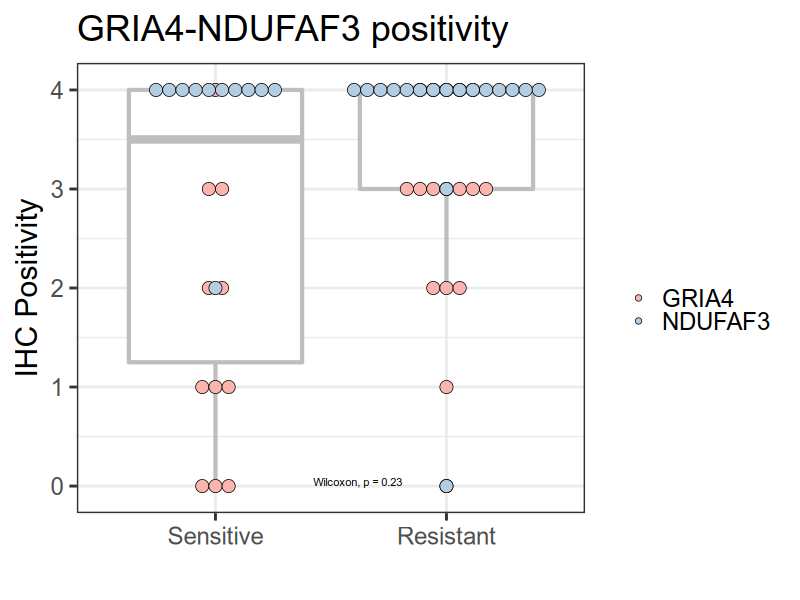 GRIA4-NDUFAF3 positivity
IHC Positivity
4
3
2
1
0
Wilcoxon, p = 0.23
Sensitive
Resistant
GRIA4
NDUFAF3